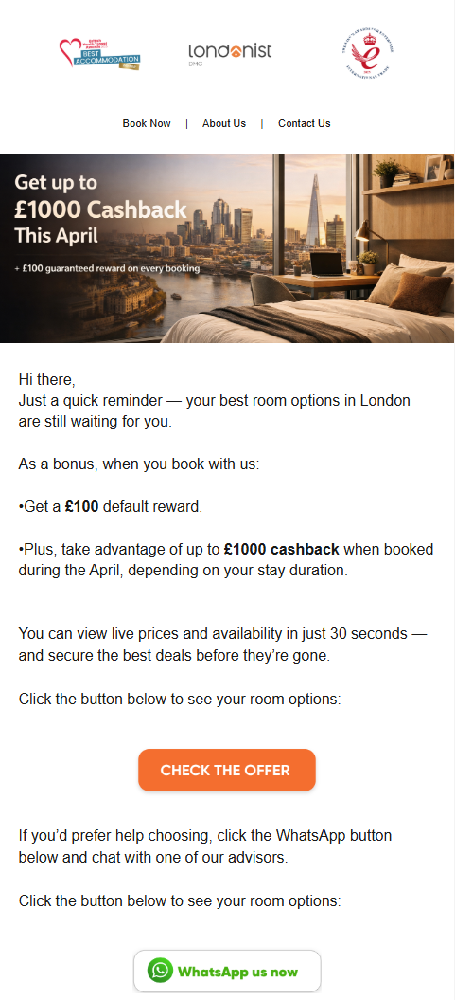 British
Youth Travel
Awards
BEST
ACCOMMODATION
londonist
DMC
INTERNATIONAL TRADE
Book Now | About Us | Contact Us
Get up to
£1000 Cashback
This April
+ £100 guaranteed reward on every booking
Hi there,
Just a quick reminder — your best room options in London
are still waiting for you.
As a bonus, when you book with us:
•Get a £100 default reward.
•Plus, take advantage of up to £1000 cashback when booked
during the April, depending on your stay duration.
You can view live prices and availability in just 30 seconds —
and secure the best deals before they’re gone.
Click the button below to see your room options:
CHECK THE OFFER
If you’d prefer help choosing, click the WhatsApp button
below and chat with one of our advisors.
Click the button below to see your room options:
WhatsApp us now